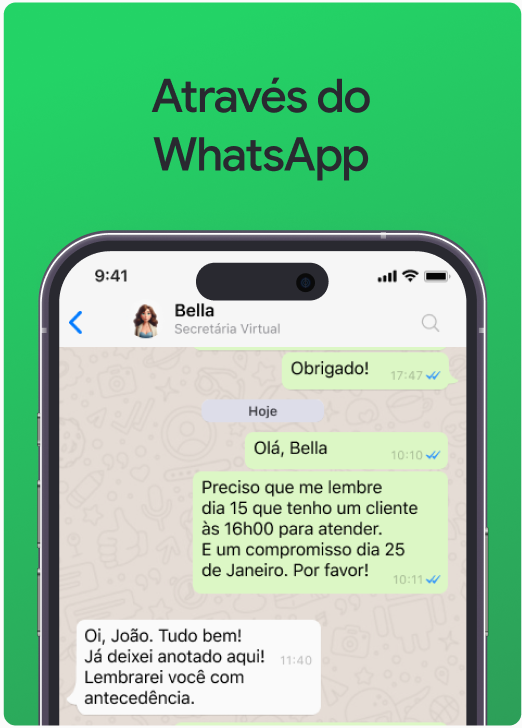 Através do
WhatsApp
9:41
Bella
Secretária Virtual
Obrigado!
17:47
Hoje
Olá, Bella
10:10
Preciso que me lembre
dia 15 que tenho um cliente
às 16h00 para atender.
E um compromisso dia 25
de Janeiro. Por favor!
10:11
Oi, João. Tudo bem!
Já deixei anotado aqui!
11:40
Lembrarei você com
antecedência.